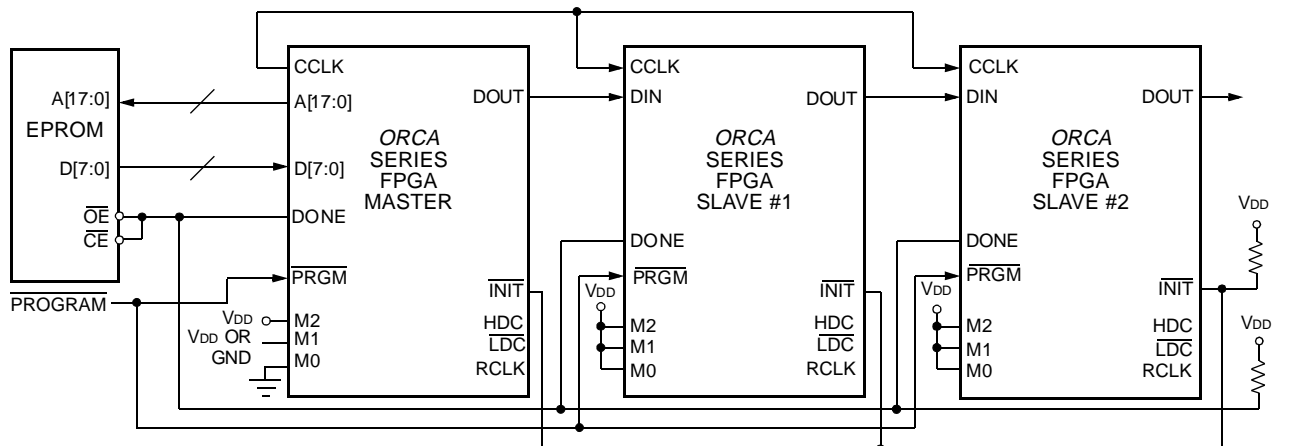 A[17:0]
EPROM
D[7:0]
OE
CE
PROGRAM
CCLK
A[17:0]
DOUT
ORCA
SERIES
FPGA
MASTER
D[7:0]
DONE
PRGM
INIT
VDD
M2
VDD OR
GND
M1
M0
HDC
LDC
RCLK
CCLK
DIN
DOUT
ORCA
SERIES
FPGA
SLAVE #1
DONE
PRGM
INIT
VDD
M2
M1
M0
HDC
LDC
RCLK
CCLK
DIN
DOUT
ORCA
SERIES
FPGA
SLAVE #2
DONE
PRGM
INIT
VDD
M2
M1
M0
HDC
LDC
RCLK
VDD
VDD